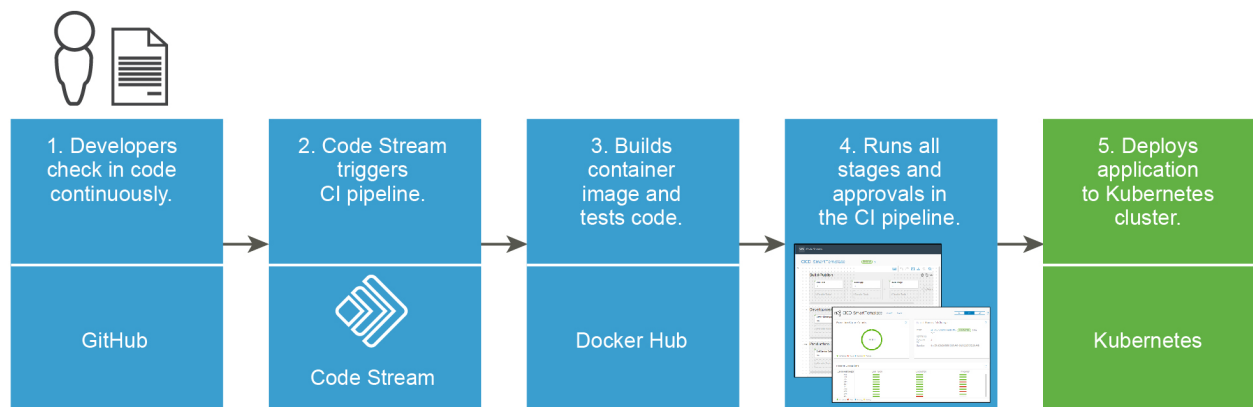 1. Developers
check in code
continuously.
2. Code Stream
triggers
CI pipeline.
3. Builds
container
image and
tests code.
4. Runs all
stages and
approvals in
the CI pipeline.
5. Deploys
application
to Kubernetes
cluster.
GitHub
Code Stream
Docker Hub
Kubernetes